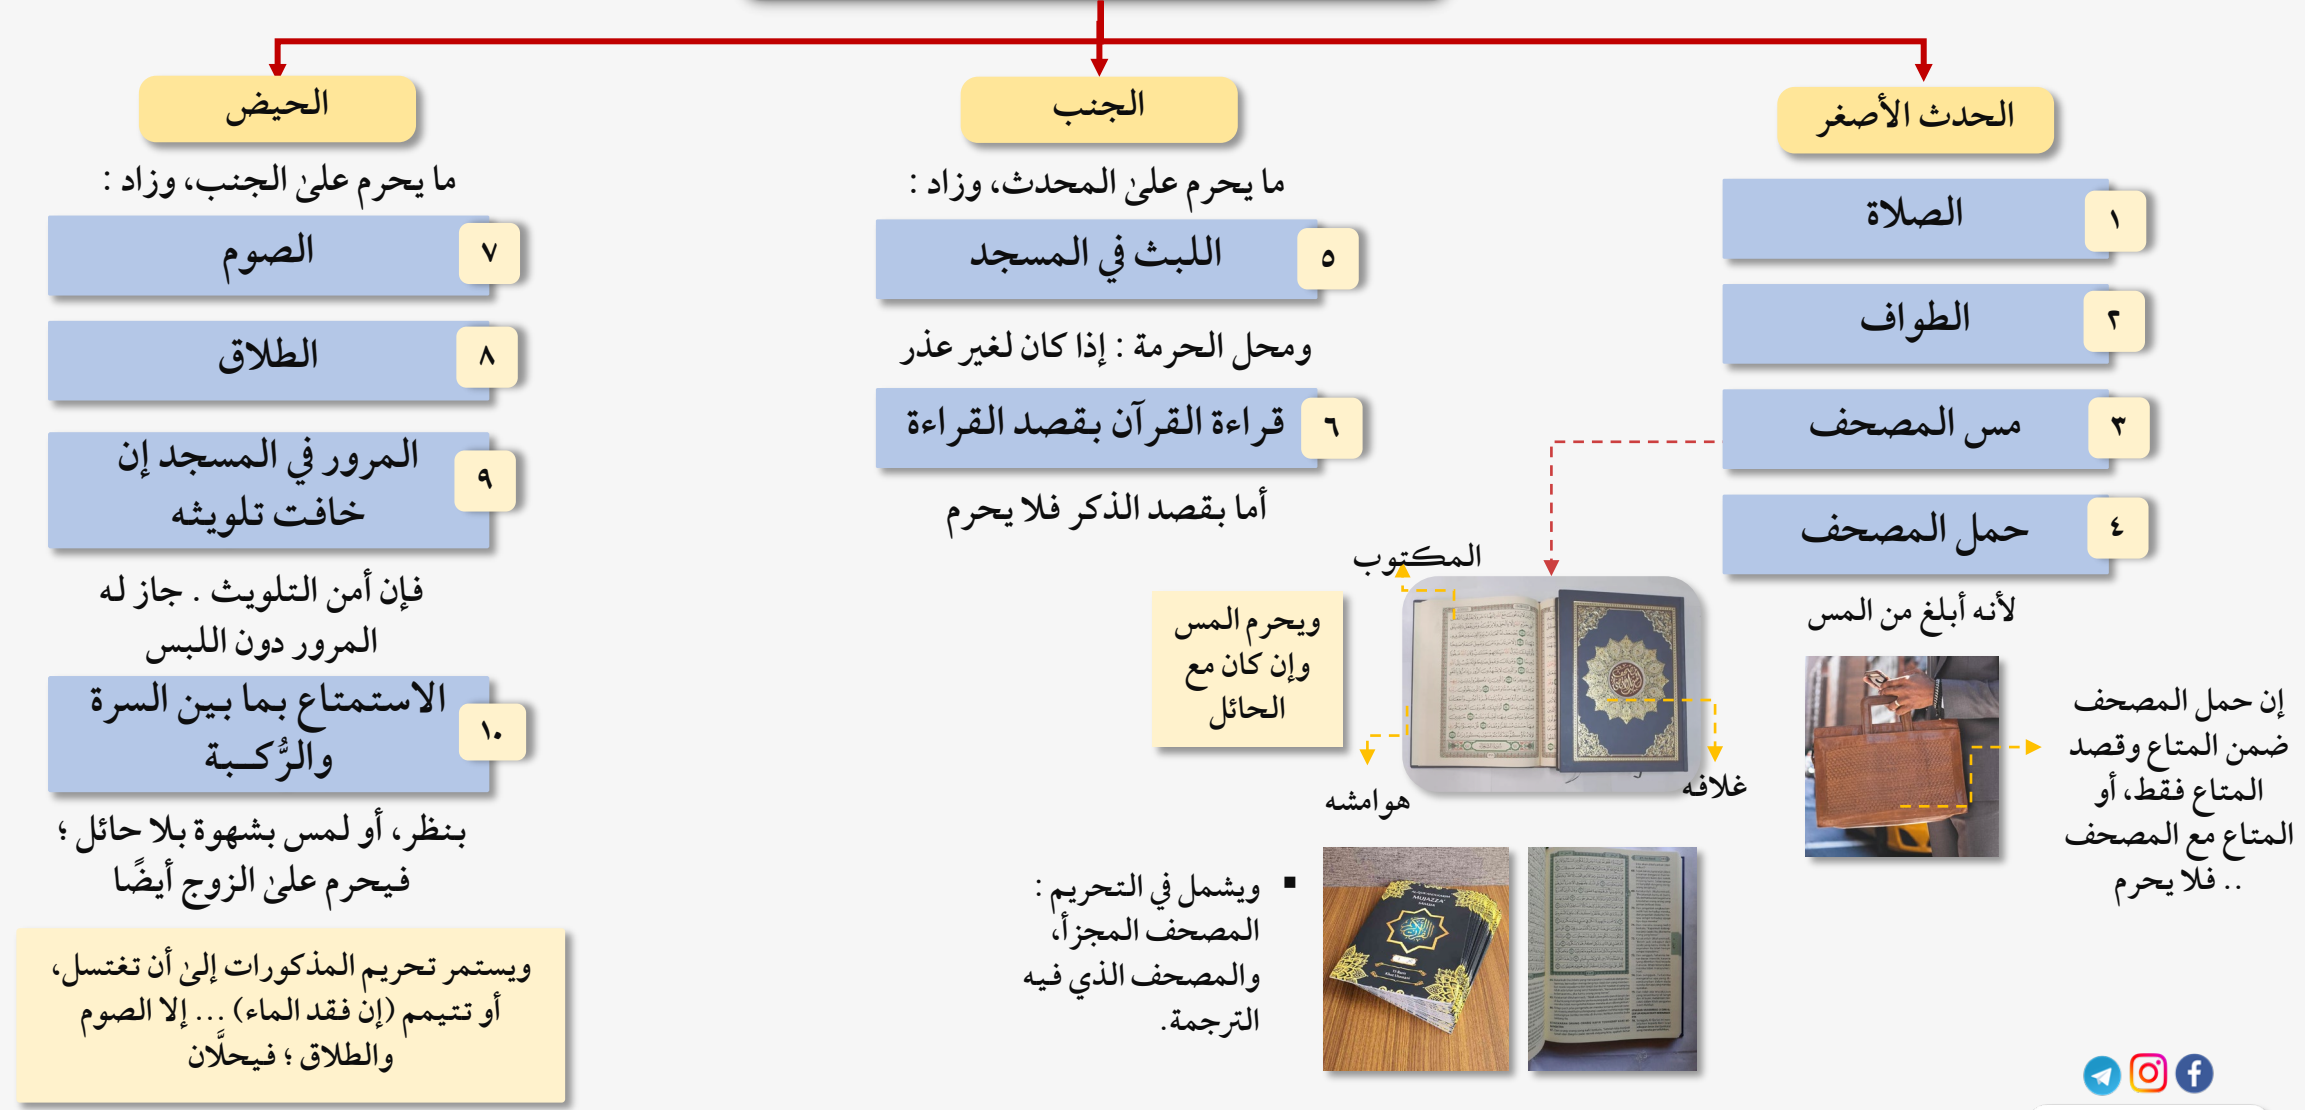 الحدث الأصغر
١
الصلاة
٢
الطواف
٣
مس المصحف
٤
حمل المصحف
لأنه أبلغ من المس
إن حمل المصحف
ضمن المتاع وقصد
المتاع فقط، أو
المتاع مع المصحف
.. فلا يحرم
المكتوب
غلافه
هوامشه
ويحرم المس
وإن كان مع
الحائل
ويشمل في التحريم :
المصحف المجزأ،
والمصحف الذي فيه
الترجمة.
MUJAZZA'
الجنب
ما يحرم علىٰ المحدث، وزاد :
٥
اللبث في المسجد
ومحل الحرمة : إذا كان لغير عذر
٦
قراءة القرآن بقصد القراءة
أما بقصد الذكر فلا يحرم
الحيض
ما يحرم علىٰ الجنب، وزاد :
٧
الصوم
٨
الطلاق
٩
المرور في المسجد إن
خافت تلويثه
فإن أمن التلويث . جاز له
المرور دون اللبس
١٠
الاستمتاع بما بين السرة
والرُّكبة
بنظر، أو لمس بشهوة بلا حائل ؛
فيحرم علىٰ الزوج أيضًا
ويستمر تحريم المذكورات إلىٰ أن تغتسل،
أو تتيمم (إن فقد الماء) ... إلا الصوم
والطلاق ؛ فيحلَّان